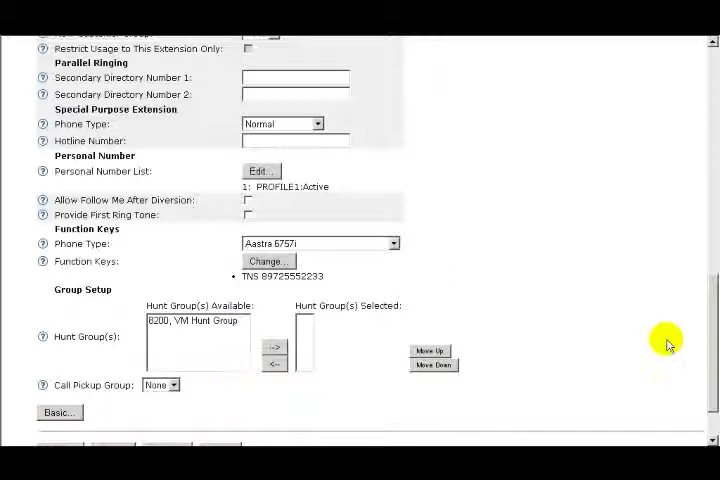 Restrict Usage to This Extension Only:
Parallel Ringing
Secondary Directory Number 1:
Secondary Directory Number 2:
Special Purpose Extension
Phone Type: Normal
Hotline Number:
Personal Number
Personal Number List: Edit...
1: PROFILE1:Active
Allow Follow Me After Diversion:
Provide First Ring Tone:
Function Keys
Phone Type: Aastra 6757i
Function Keys: Change...
• TNS 89725552233
Group Setup
Hunt Group(s) Available: Hunt Group(s) Selected:
8200, VM Hunt Group
Hunt Group(s): -->
Move Up
<-- Move Down
Call Pickup Group: None
Basic...